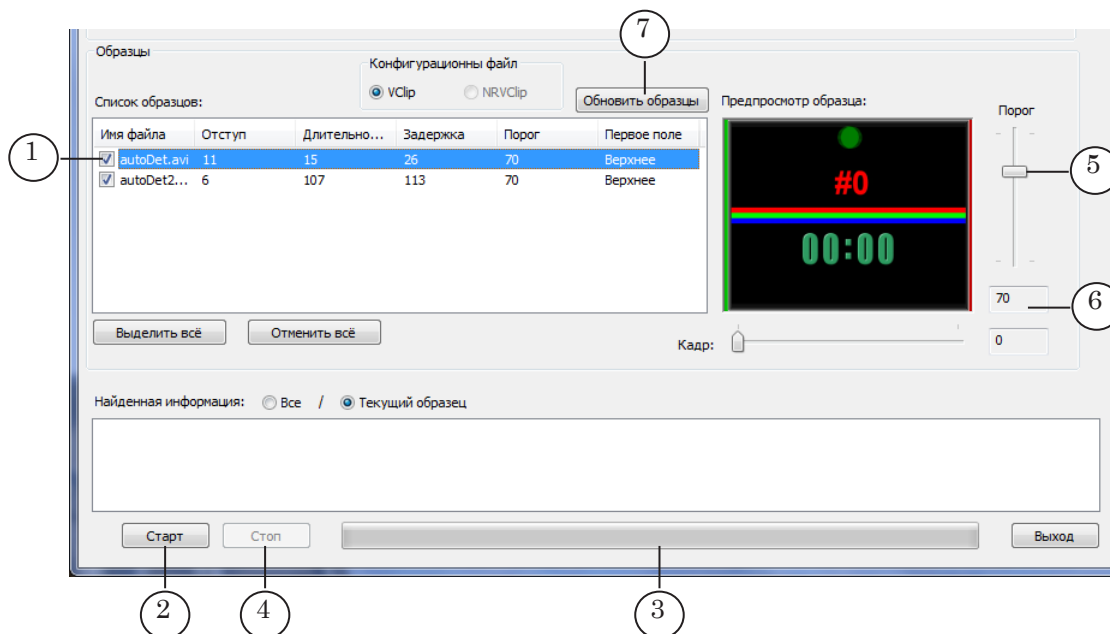 7
Образцы
Конфигурационны файл
VClip
NRVClip
Список образцов:
Обновить образцы
Предпросмотр образца:
Порог
Имя файла Отступ Длительно... Задержка Порог Первое поле
1
autoDet.avi 11 15 26 70 Верхнее
autoDet2... 6 107 113 70 Верхнее
5
#0
00:00
70
6
Выделить всё
Отменить всё
Кадр:
0
Найденная информация: Все / Текущий образец
Старт
Стоп
Выход
2
4
3